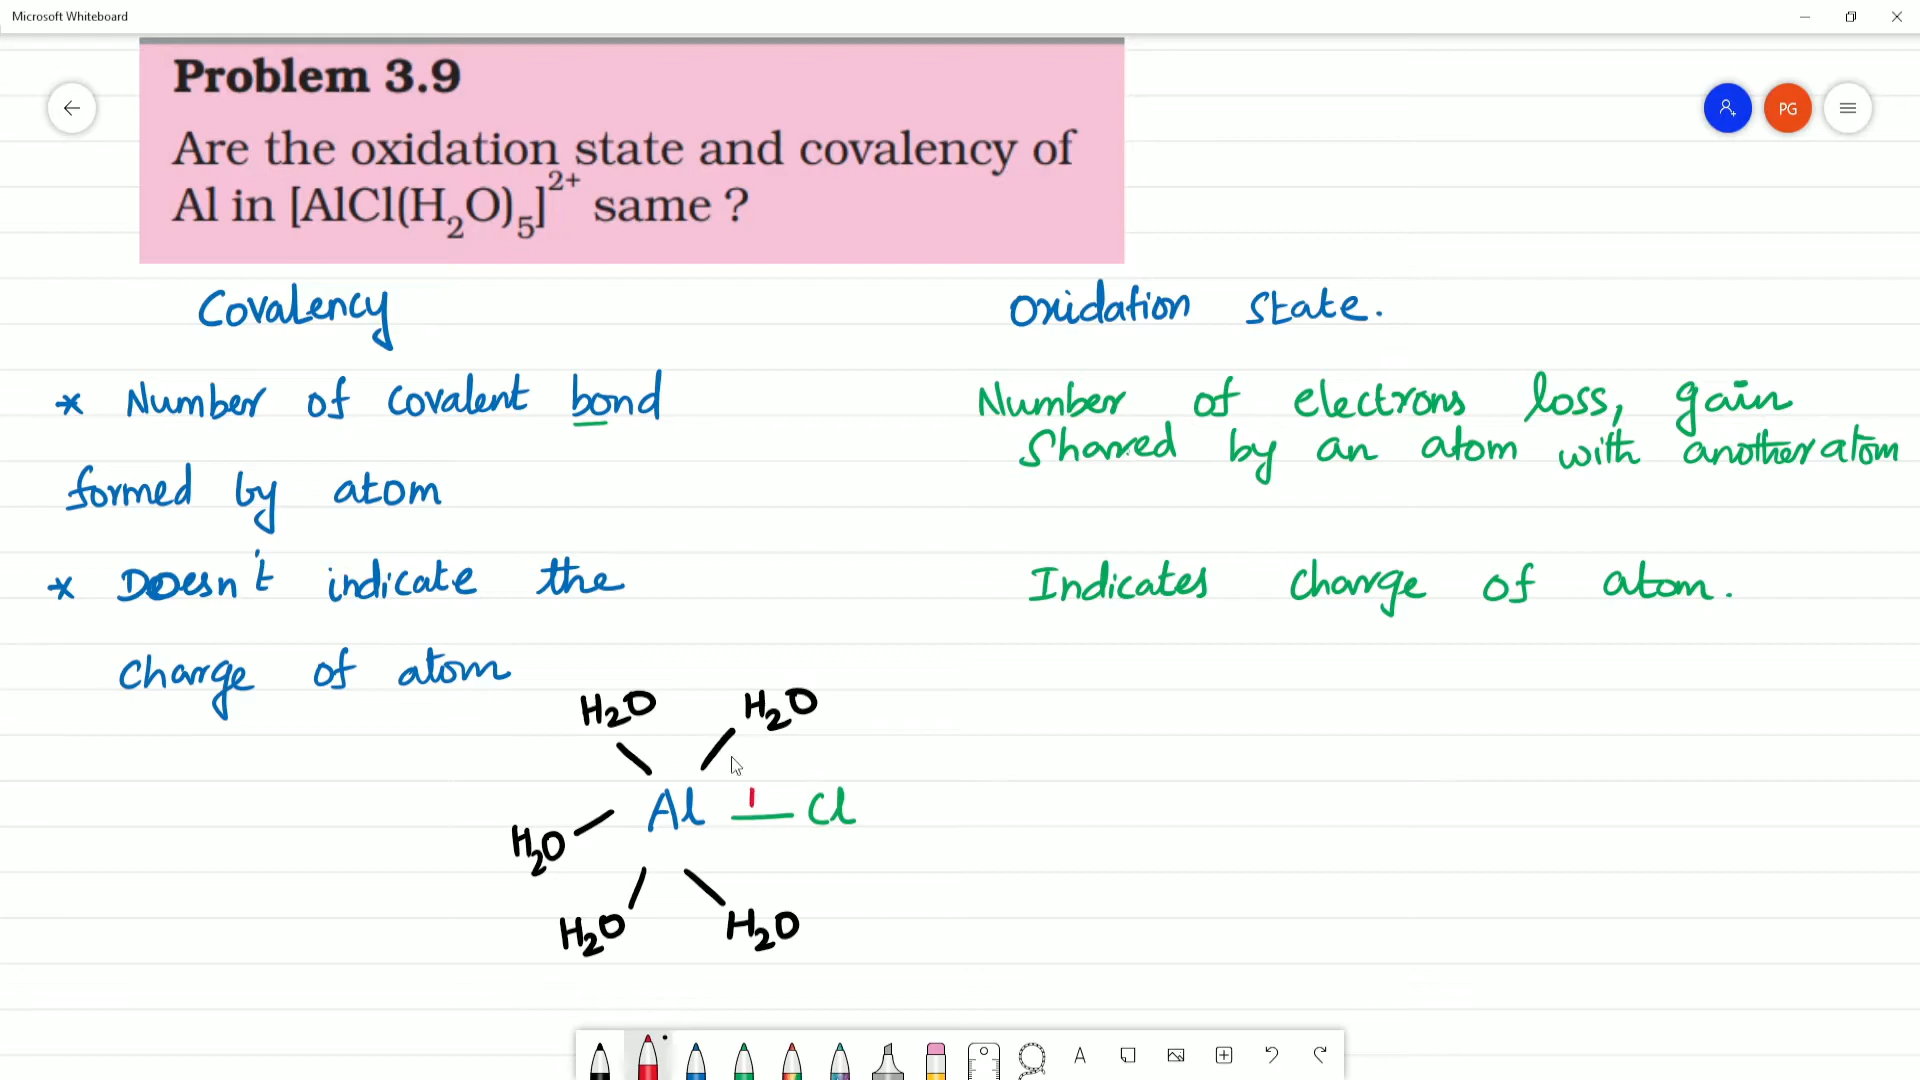 Microsoft Whiteboard
Problem 3.9
Are the oxidation state and covalency of
Al in [AlCl(H₂O)₅]²⁺ same ?
PG
Covalency
Oxidation State.
* Number of covalent bond
formed by atom
Number of electrons loss, gain
Sharred by an atom with another atom
* Doesn't indicate the
charge of atom
Indicates charge of atom.
H₂O H₂O
Al — Cl
H₂O
H₂O H₂O
A